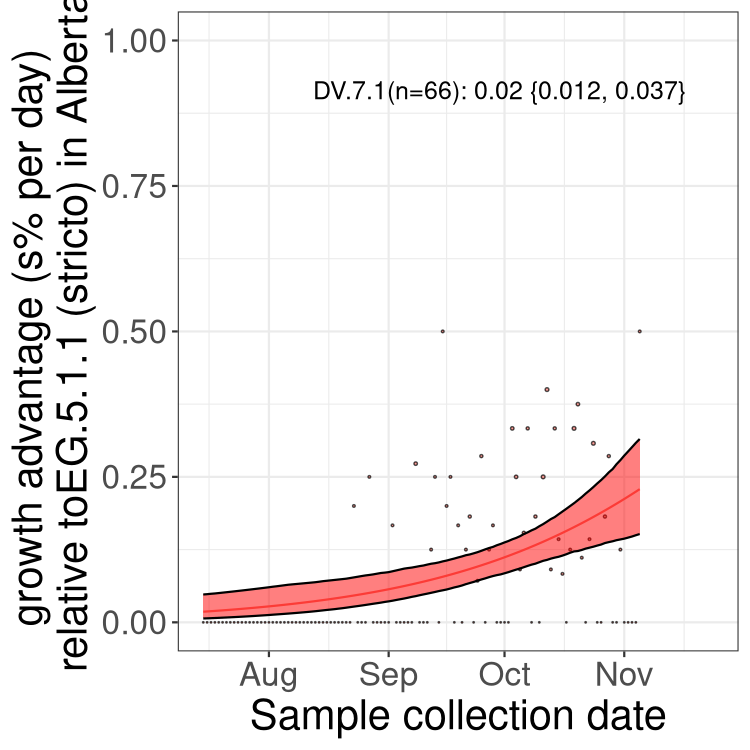 growth advantage (s% per day)
relative toEG.5.1.1 (stricto) in Alberta
1.00
0.75
0.50
0.25
0.00
DV.7.1(n=66): 0.02 {0.012, 0.037}
Aug Sep Oct Nov
Sample collection date